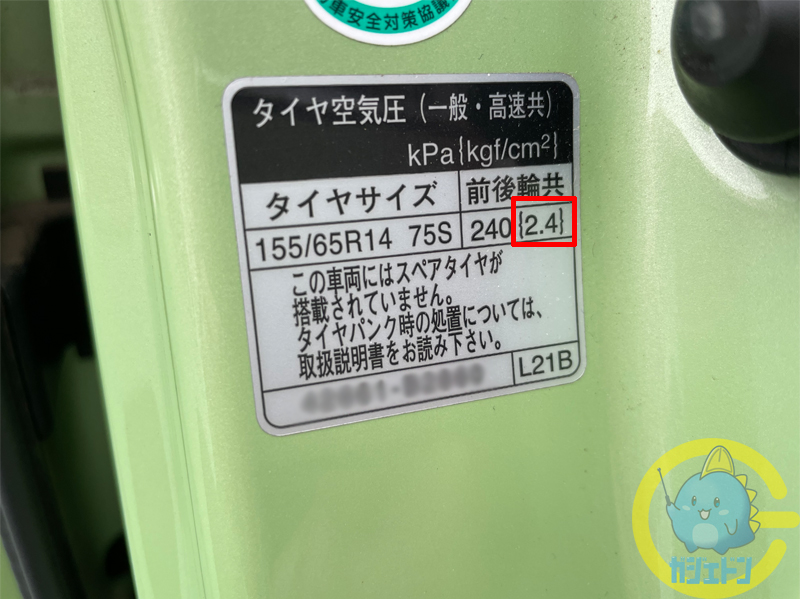 車安全対策協議
タイヤ空気圧（一般・高速共）
kPa{kgf/cm²}
タイヤサイズ 前後輪共
155/65R14 75S 240{2.4}
この車両にはスペアタイヤが
搭載されていません。
タイヤパンク時の処置については、
取扱説明書をお読み下さい。
L21B
ガジェドン